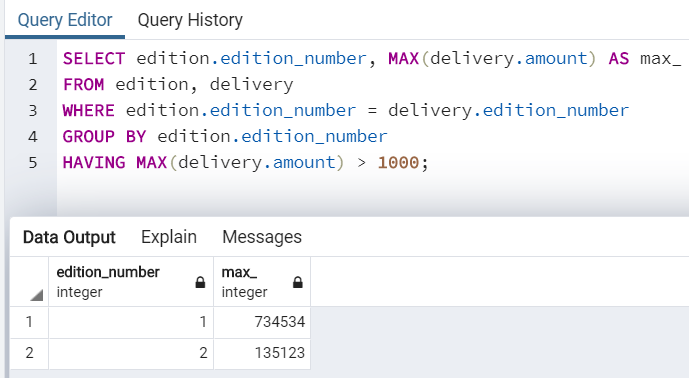 Query Editor Query History
1 SELECT edition.edition_number, MAX(delivery.amount) AS max_
2 FROM edition, delivery
3 WHERE edition.edition_number = delivery.edition_number
4 GROUP BY edition.edition_number
5 HAVING MAX(delivery.amount) > 1000;
Data Output Explain Messages
edition_number max_
integer integer
1 1 734534
2 2 135123